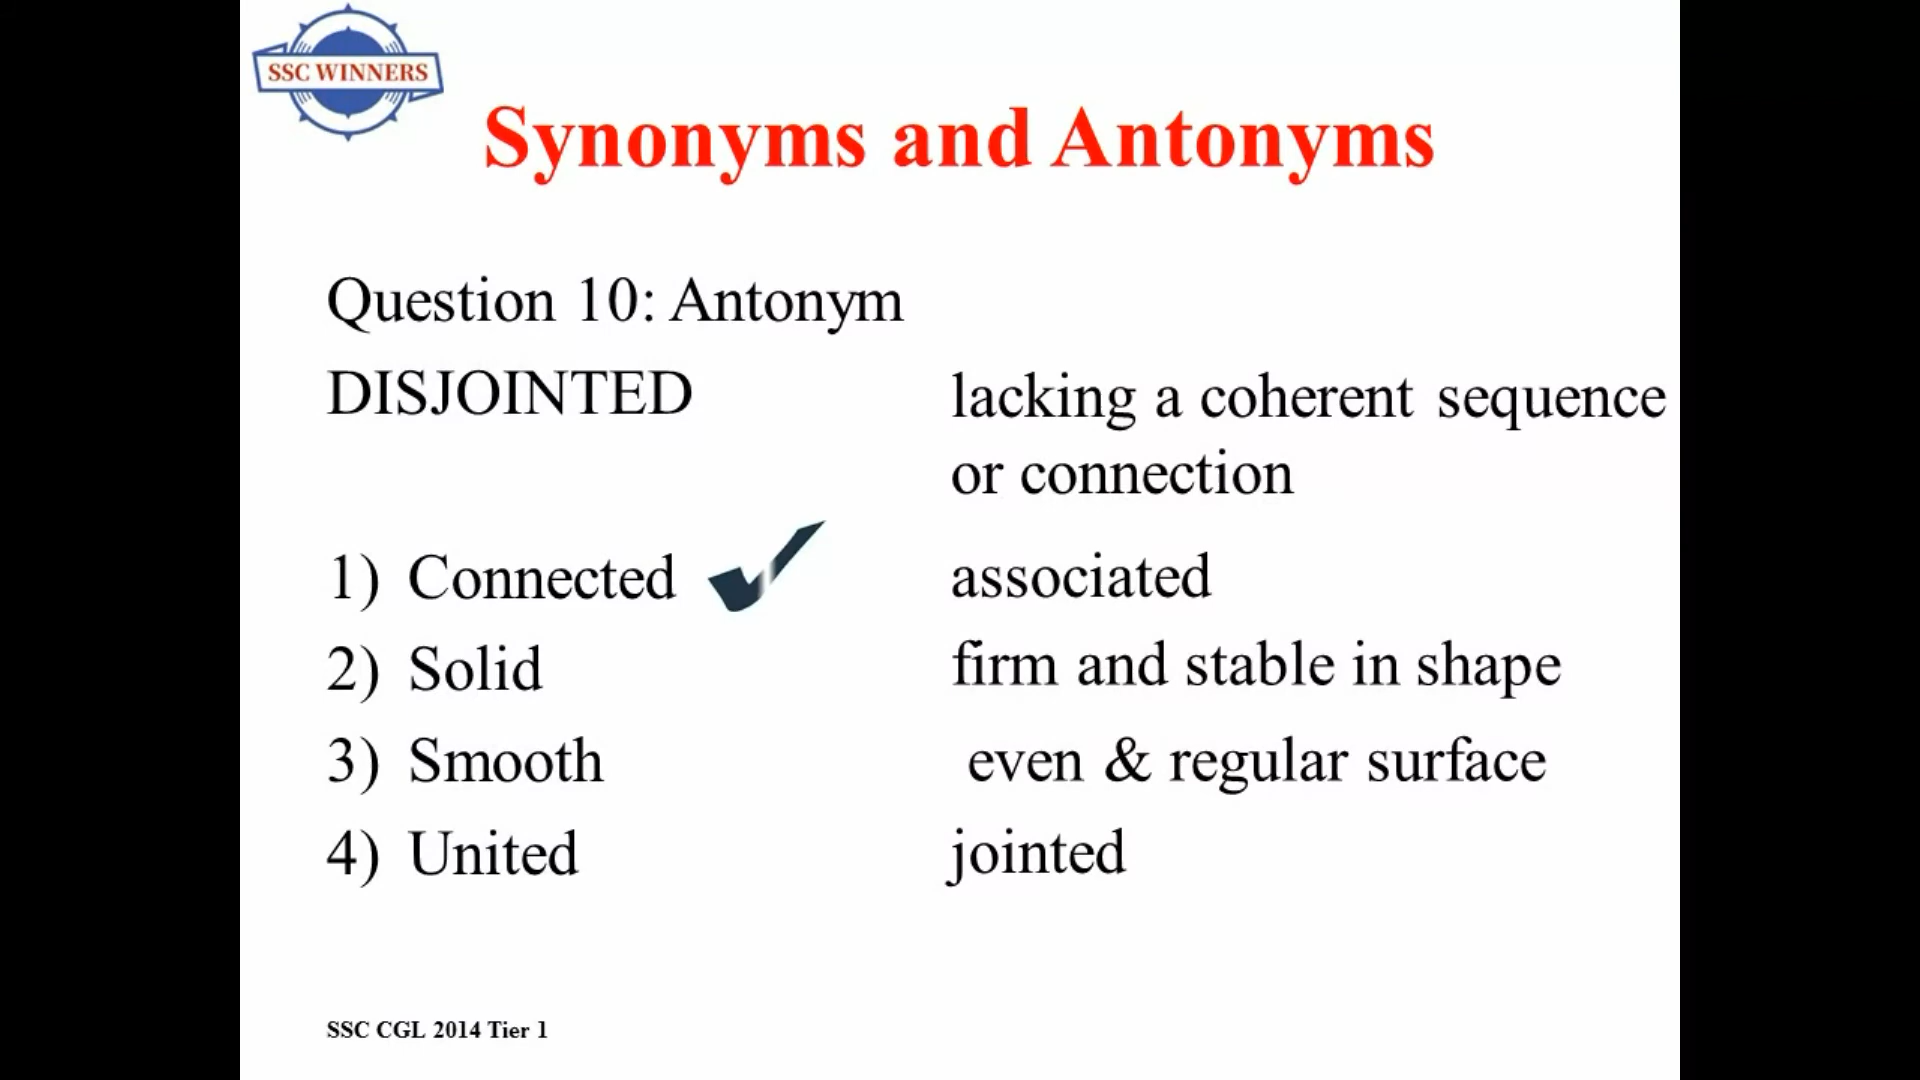 SSC WINNERS
Synonyms and Antonyms
Question 10: Antonym
DISJOINTED lacking a coherent sequence
or connection
1) Connected associated
2) Solid firm and stable in shape
3) Smooth even & regular surface
4) United jointed
SSC CGL 2014 Tier 1